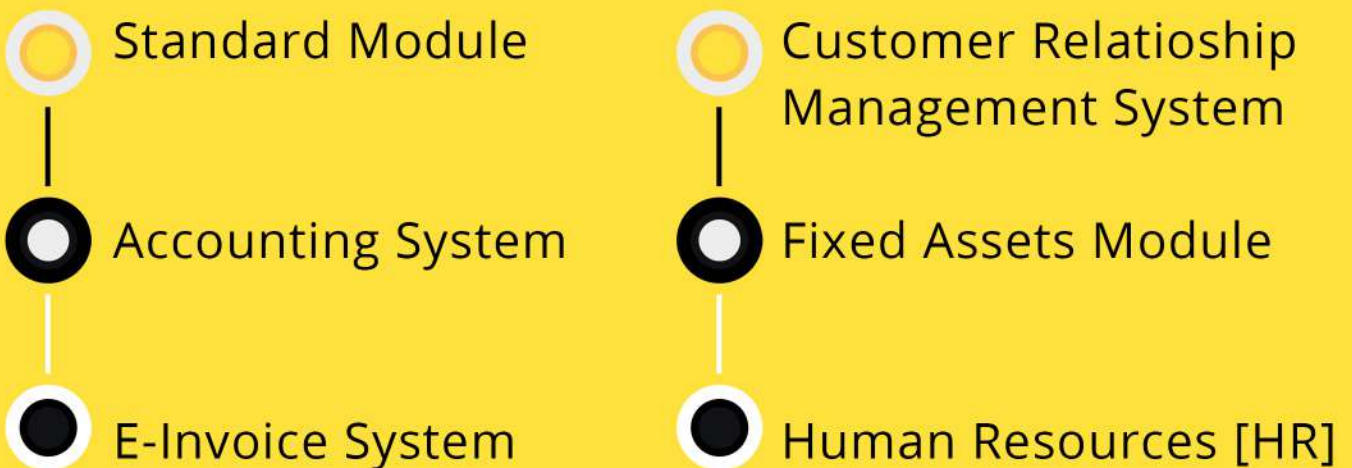 Standard Module
Accounting System
E-Invoice System
Customer Relatioship
Management System
Fixed Assets Module
Human Resources [HR]